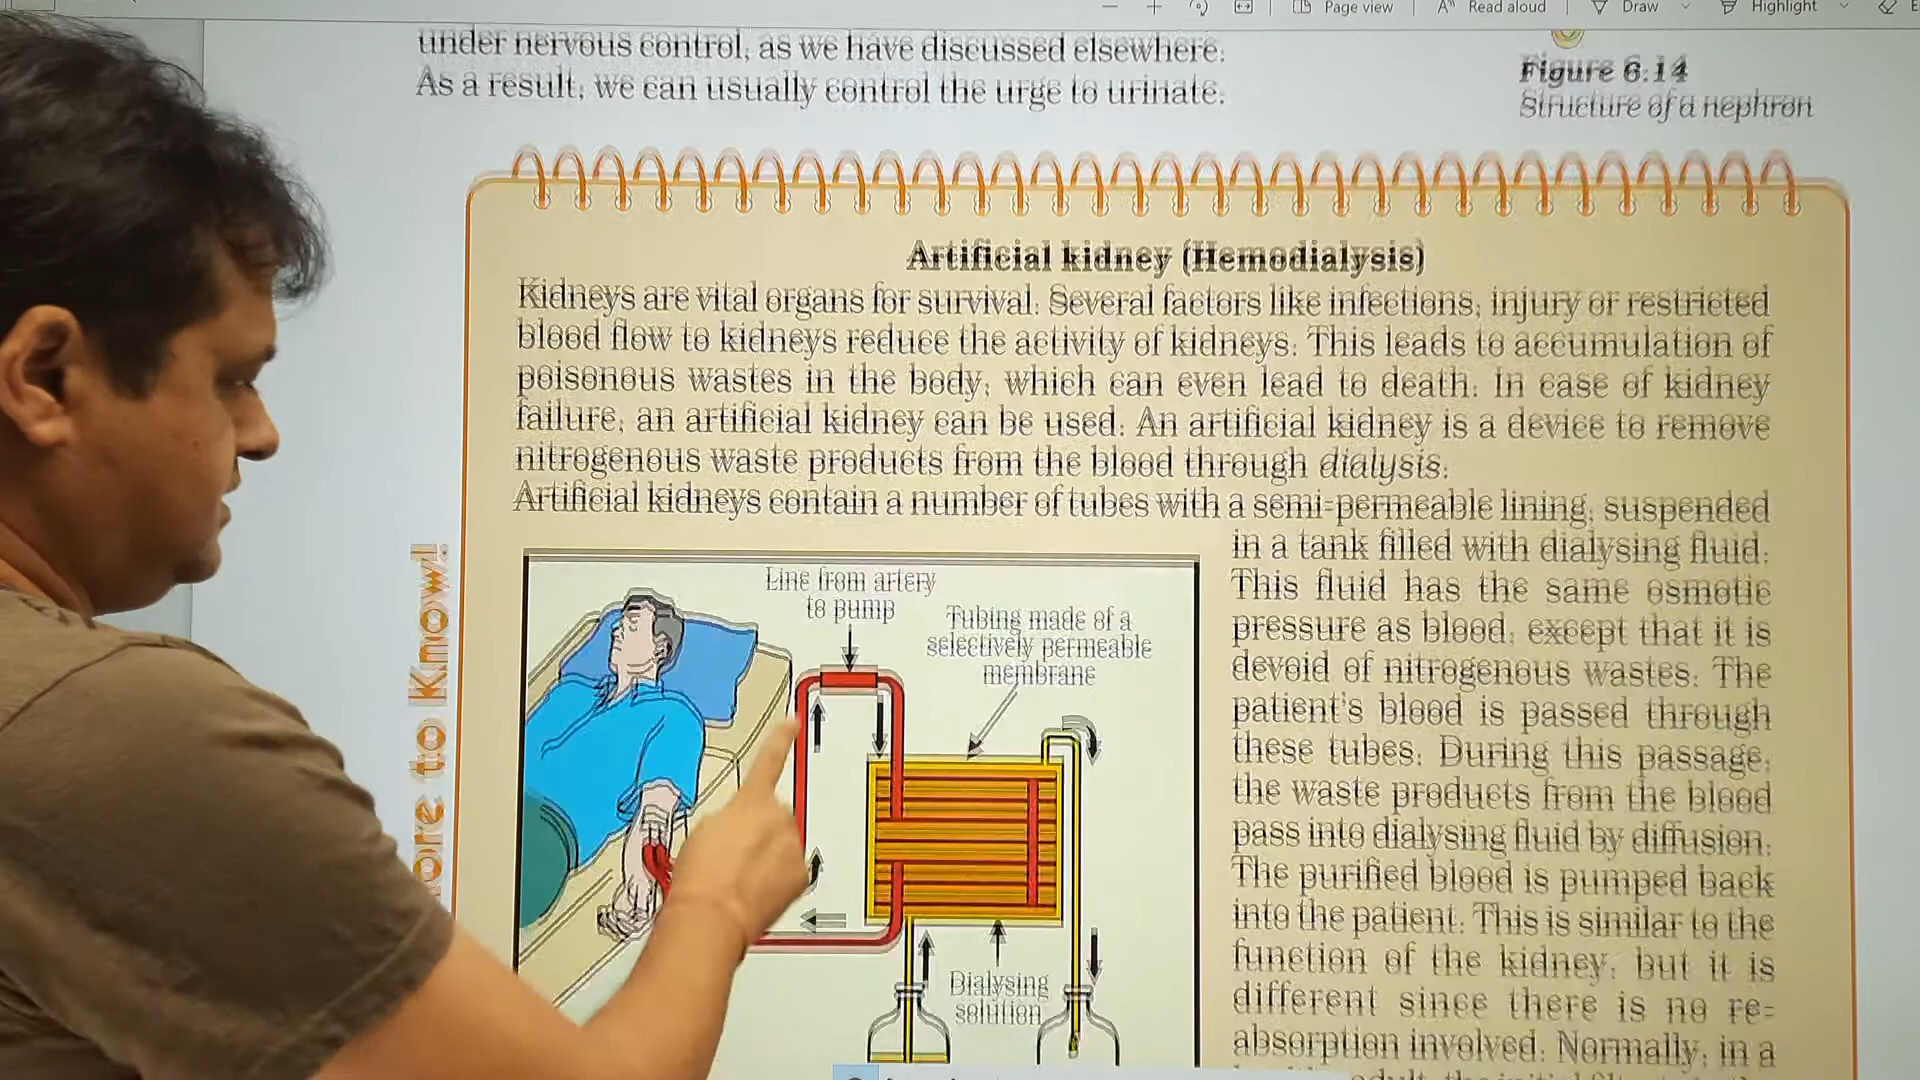 Page view
Read aloud
Draw
Highlight
under nervous control, as we have discussed elsewhere.
As a result, we can usually control the urge to urinate.
Figure 6.14
Structure of a nephron
Artificial kidney (Hemodialysis)
Kidneys are vital organs for survival. Several factors like infections, injury or restricted
blood flow to kidneys reduce the activity of kidneys. This leads to accumulation of
poisonous wastes in the body, which can even lead to death. In case of kidney
failure, an artificial kidney can be used. An artificial kidney is a device to remove
nitrogenous waste products from the blood through dialysis.
Artificial kidneys contain a number of tubes with a semi-permeable lining, suspended
in a tank filled with dialysing fluid.
This fluid has the same osmotic
pressure as blood, except that it is
devoid of nitrogenous wastes. The
patient's blood is passed through
these tubes. During this passage,
the waste products from the blood
pass into dialysing fluid by diffusion.
The purified blood is pumped back
into the patient. This is similar to the
function of the kidney, but it is
different since there is no re-
absorption involved. Normally, in a
ore to Know!
Line from artery
to pump
Tubing made of a
selectively permeable
membrane
Dialysing
solution